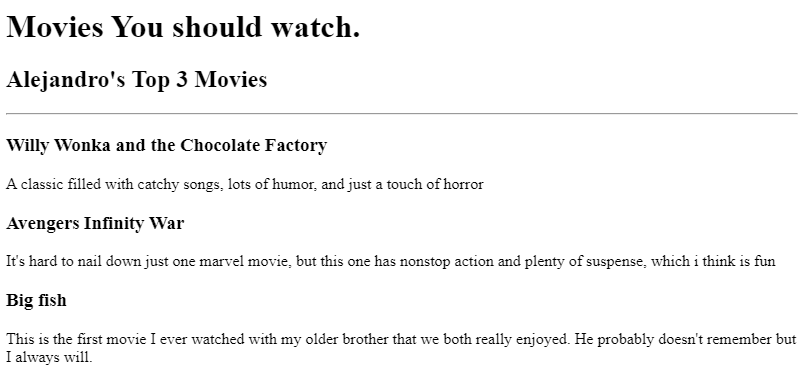 Movies You should watch.
Alejandro's Top 3 Movies
Willy Wonka and the Chocolate Factory
A classic filled with catchy songs, lots of humor, and just a touch of horror
Avengers Infinity War
It's hard to nail down just one marvel movie, but this one has nonstop action and plenty of suspense, which i think is fun
Big fish
This is the first movie I ever watched with my older brother that we both really enjoyed. He probably doesn't remember but
I always will.